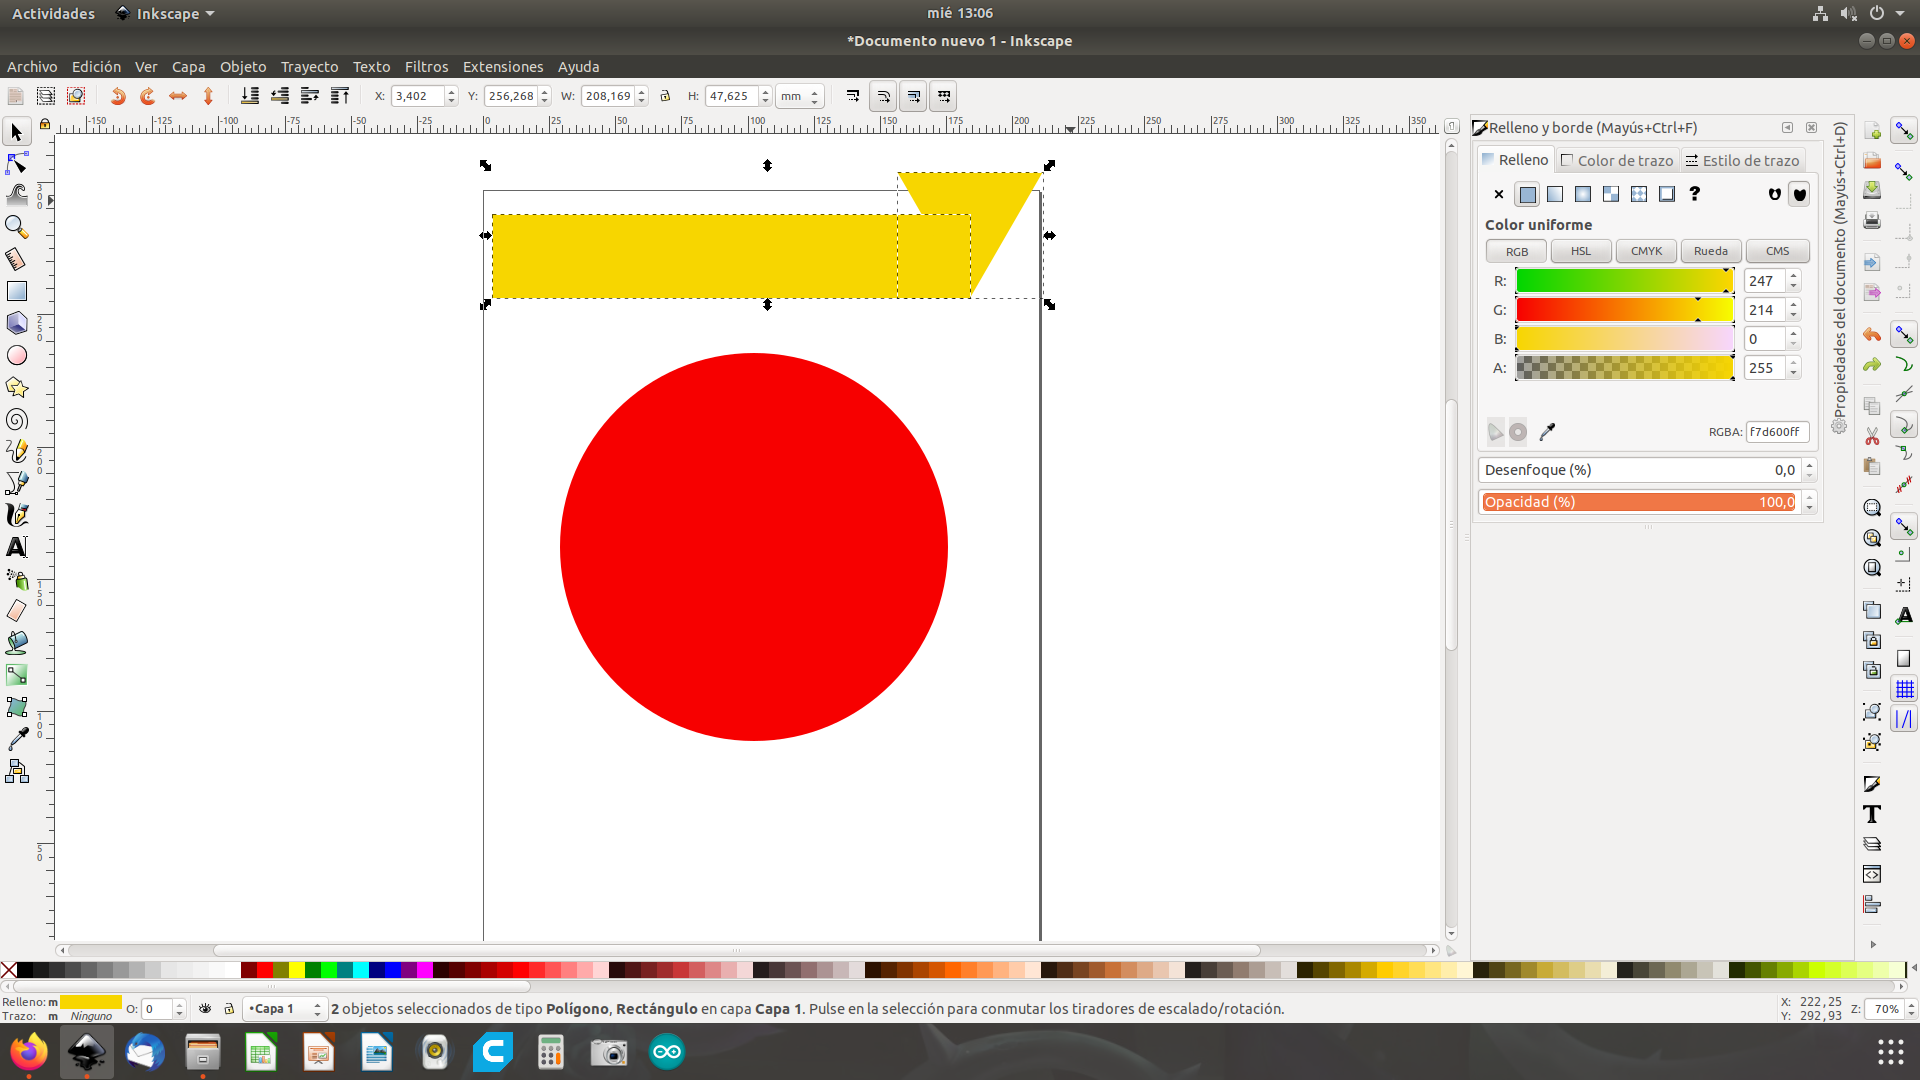 Actividades
Inkscape
mié 13:06
*Documento nuevo 1 - Inkscape
Archivo Edición Ver Capa Objeto Trayecto Texto Filtros Extensiones Ayuda
X: 3,402 Y: 256,268 W: 208,169 H: 47,625 mm
-150 -125 -100 -75 -50 -25 0 25 50 75 100 125 150 175 200 225 250 275 300 325 350
300
250
200
150
100
50
Relleno y borde (Mayús+Ctrl+F)
Relleno Color de trazo Estilo de trazo
?
Color uniforme
RGB HSL CMYK Rueda CMS
R: 247
G: 214
B: 0
A: 255
RGBA: f7d600ff
Desenfoque (%) 0,0
Opacidad (%) 100,0
Propiedades del documento (Mayús+Ctrl+D)
Relleno: m
Trazo: m Ninguno
O: 0
•Capa 1
2 objetos seleccionados de tipo Polígono, Rectángulo en capa Capa 1. Pulse en la selección para conmutar los tiradores de escalado/rotación.
X: 222,25
Y: 292,93
Z: 70%